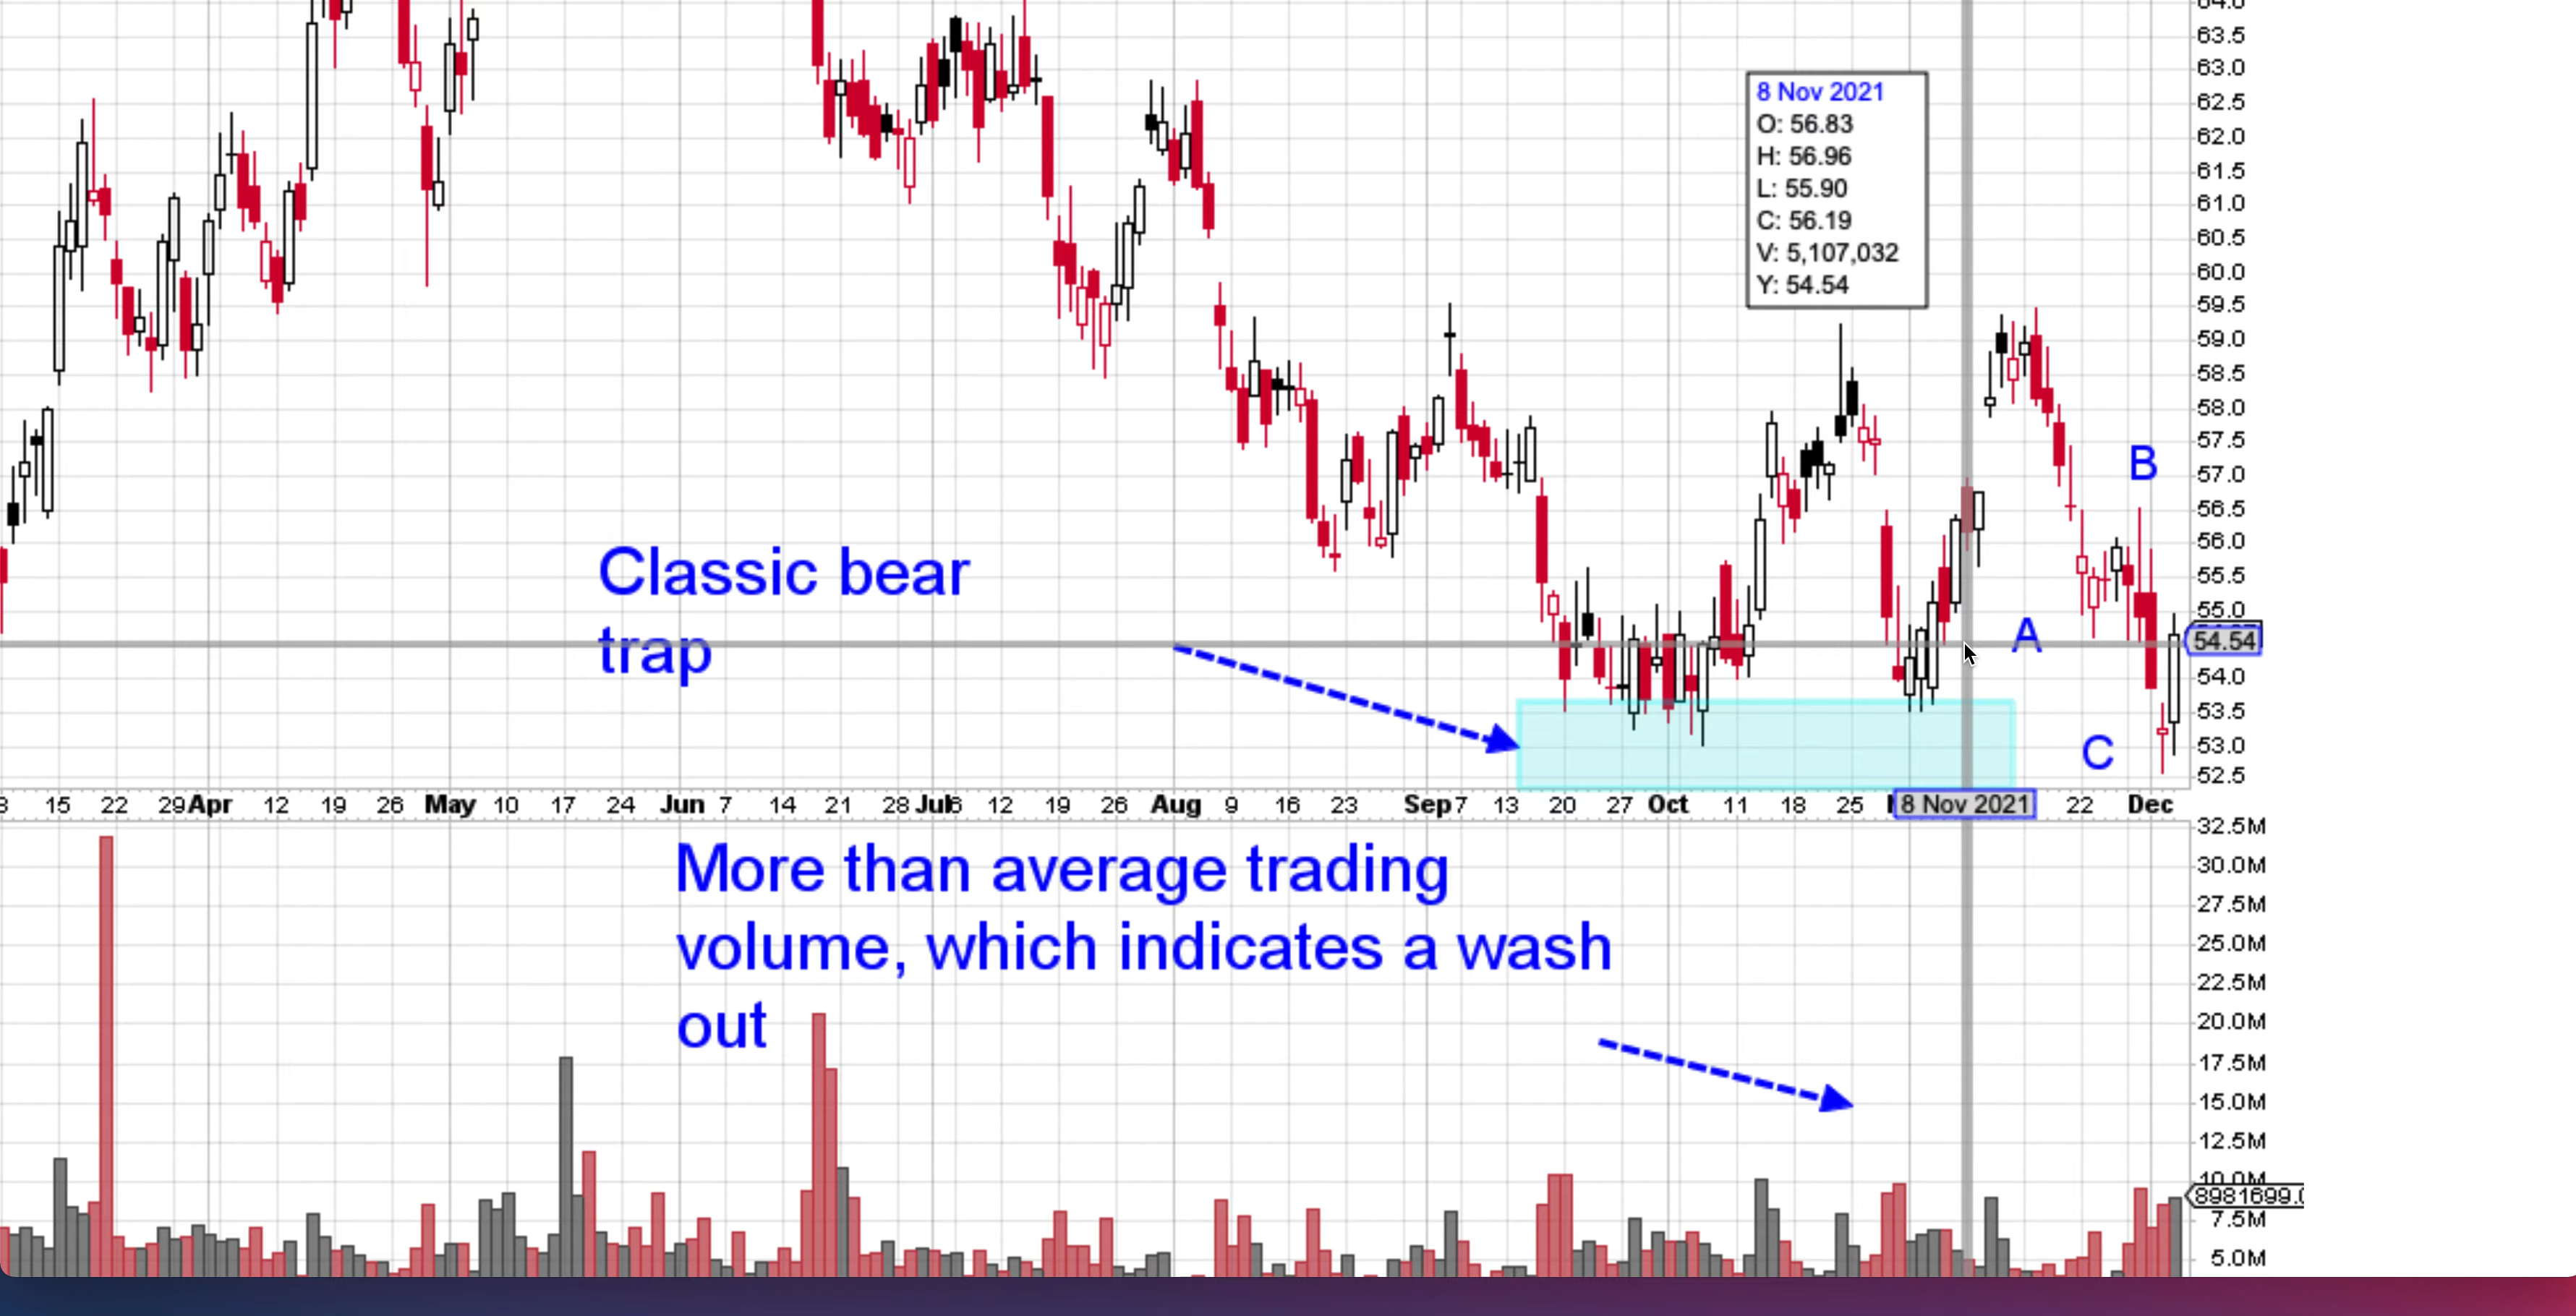 64.0
63.5
63.0
62.5
62.0
61.5
61.0
60.5
60.0
59.5
59.0
58.5
58.0
57.5
57.0
56.5
56.0
55.5
55.0
54.54
54.0
53.5
53.0
52.5
8 Nov 2021
O: 56.83
H: 56.96
L: 55.90
C: 56.19
V: 5,107,032
Y: 54.54
B
A
C
Classic bear
trap
15 22 29 Apr 12 19 26 May 10 17 24 Jun 7 14 21 28 Jul 6 12 19 26 Aug 9 16 23 Sep 7 13 20 27 Oct 11 18 25 8 Nov 2021 22 Dec
More than average trading
volume, which indicates a wash
out
32.5M
30.0M
27.5M
25.0M
22.5M
20.0M
17.5M
15.0M
12.5M
10.0M
8981699.0
7.5M
5.0M